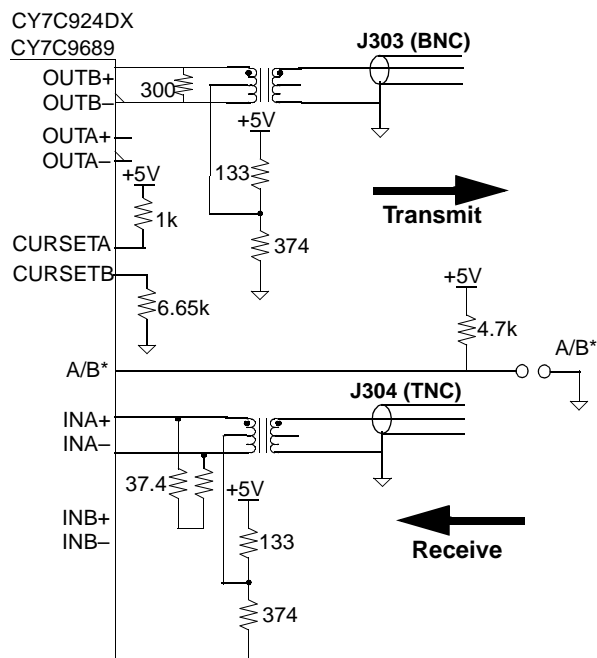 CY7C924DX
CY7C9689
J303 (BNC)
OUTB+
OUTB–
300
OUTA+
OUTA–
+5V
133
+5V
1k
Transmit
CURSETA
374
CURSETB
6.65k
+5V
4.7k
A/B*
A/B*
J304 (TNC)
INA+
INA–
37.4
+5V
INB+
INB–
133
Receive
374